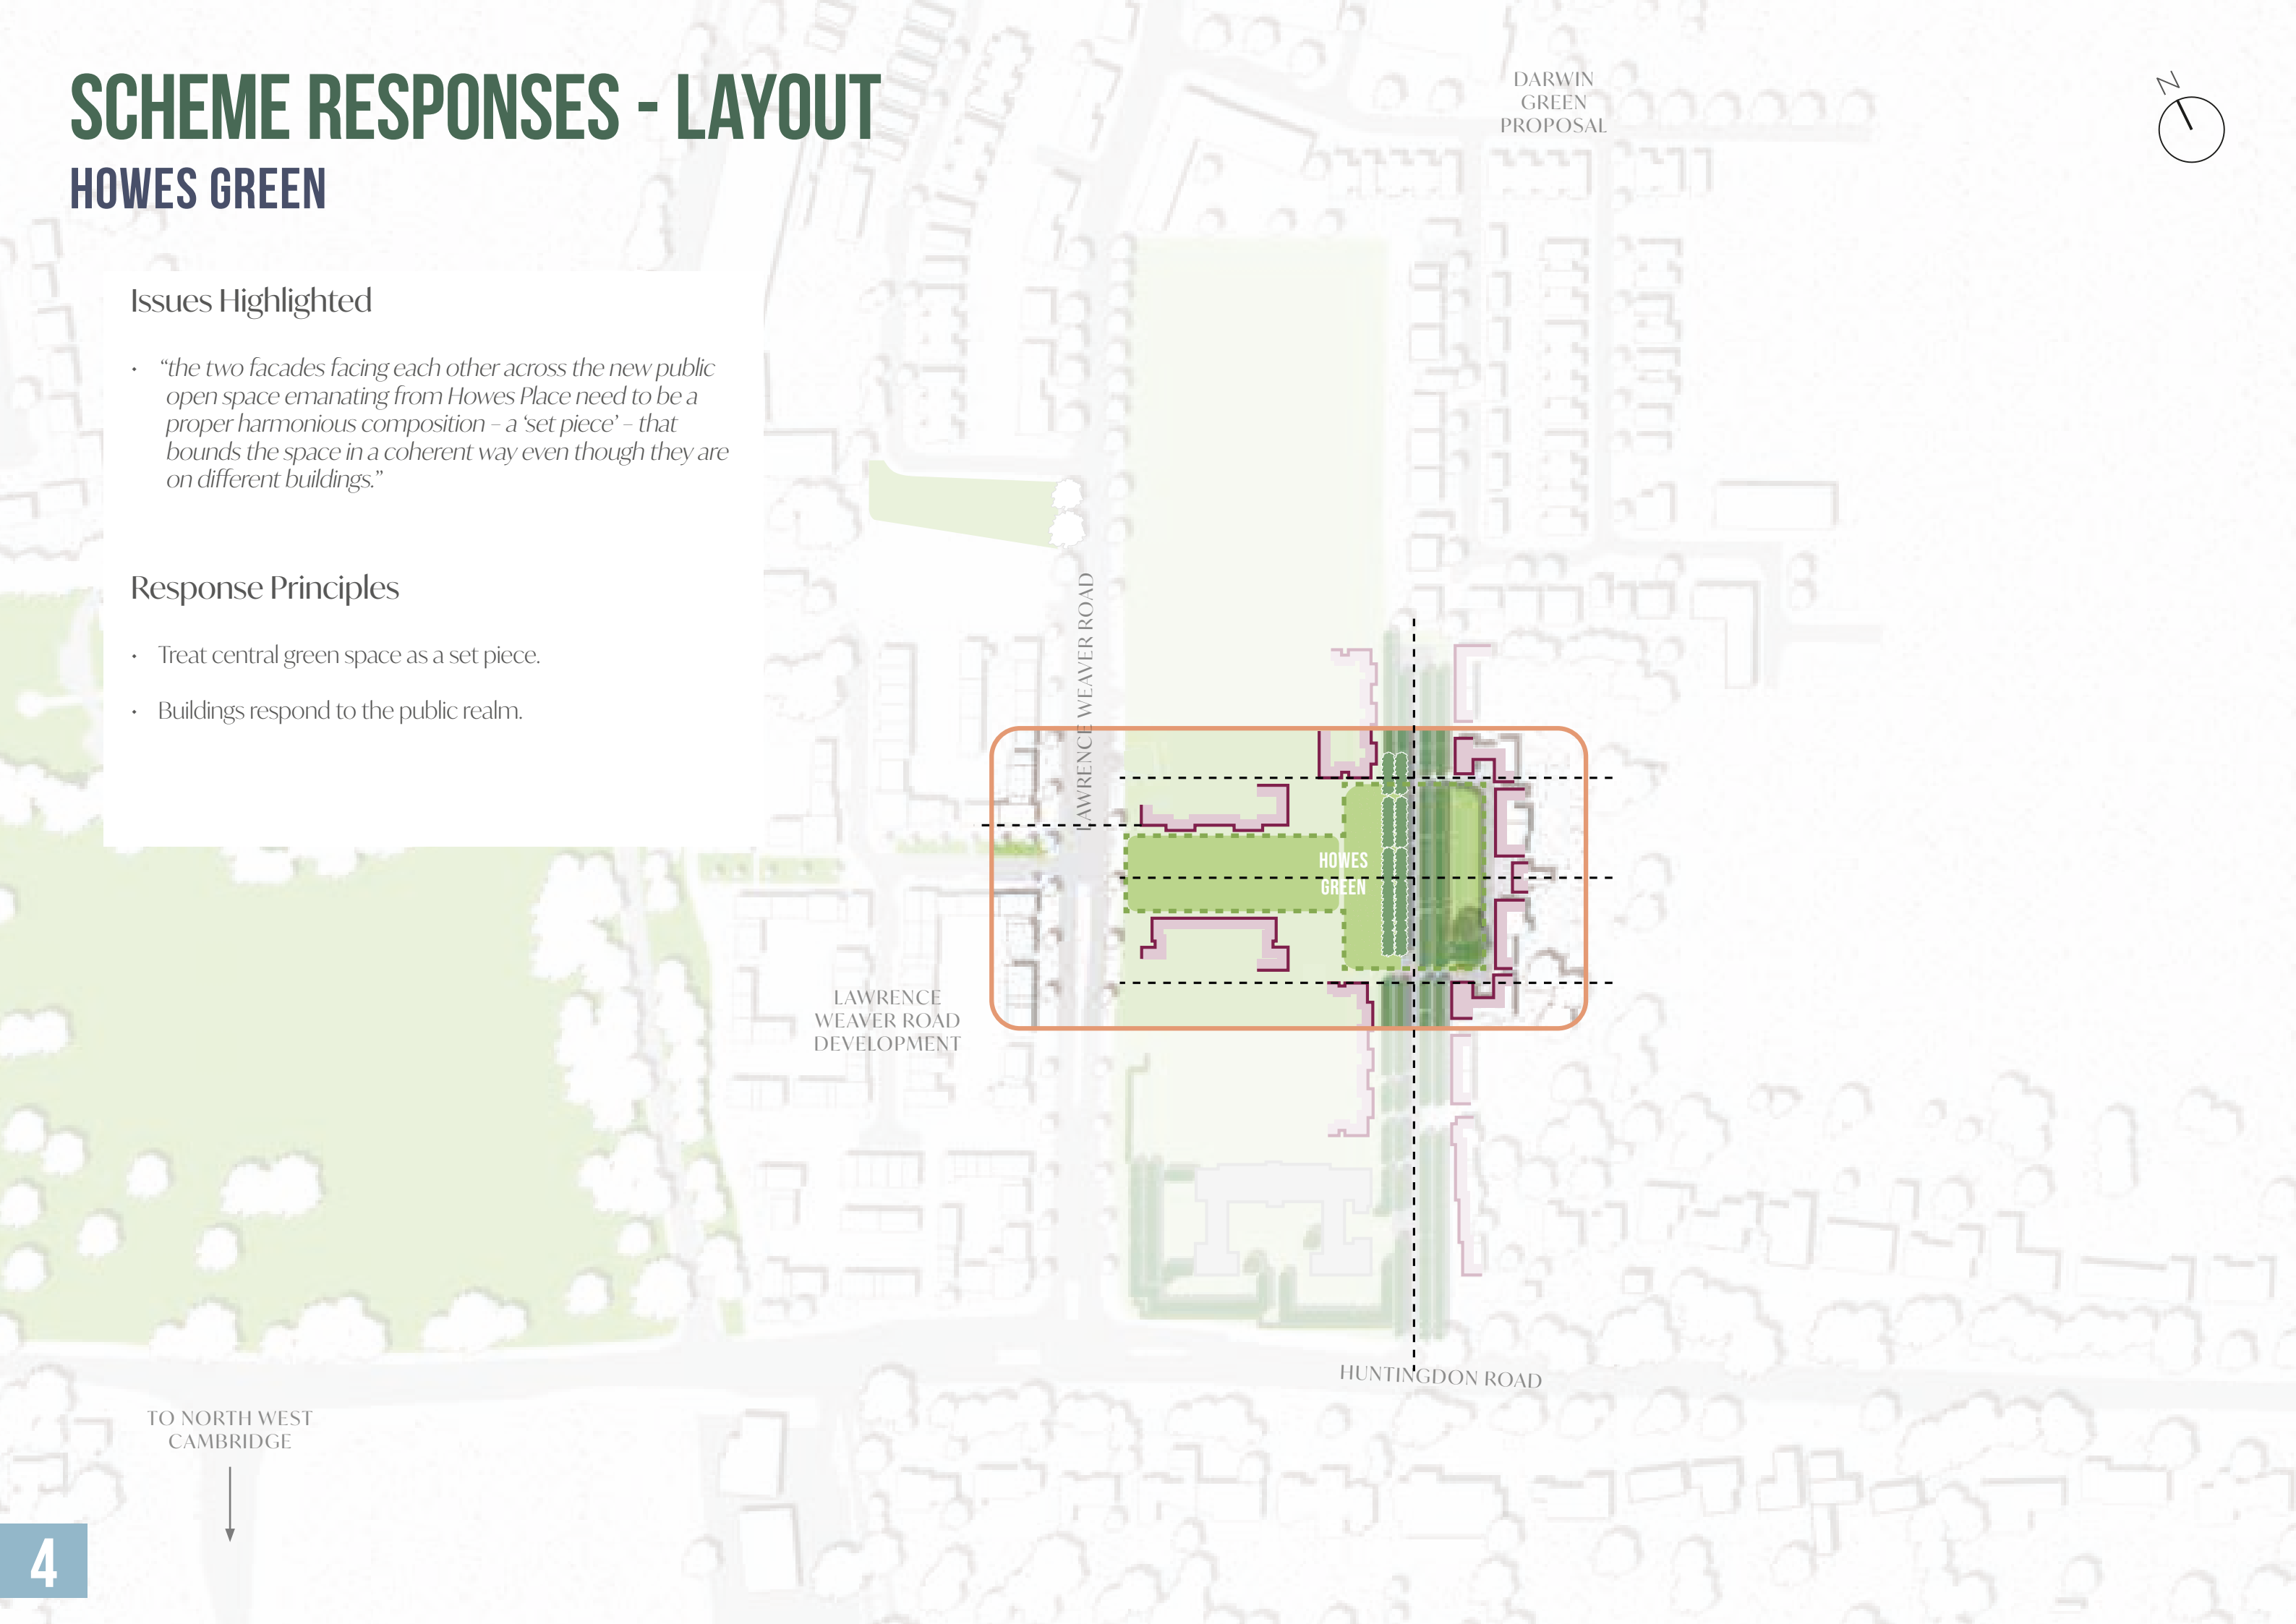 SCHEME RESPONSES - LAYOUT
HOWES GREEN
Issues Highlighted
• “the two facades facing each other across the new public
open space emanating from Howes Place need to be a
proper harmonious composition – a ‘set piece’ – that
bounds the space in a coherent way even though they are
on different buildings.”
Response Principles
• Treat central green space as a set piece.
• Buildings respond to the public realm.
DARWIN
GREEN
PROPOSAL
N
LAWRENCE WEAVER ROAD
HOWES
GREEN
LAWRENCE
WEAVER ROAD
DEVELOPMENT
HUNTINGDON ROAD
TO NORTH WEST
CAMBRIDGE
4